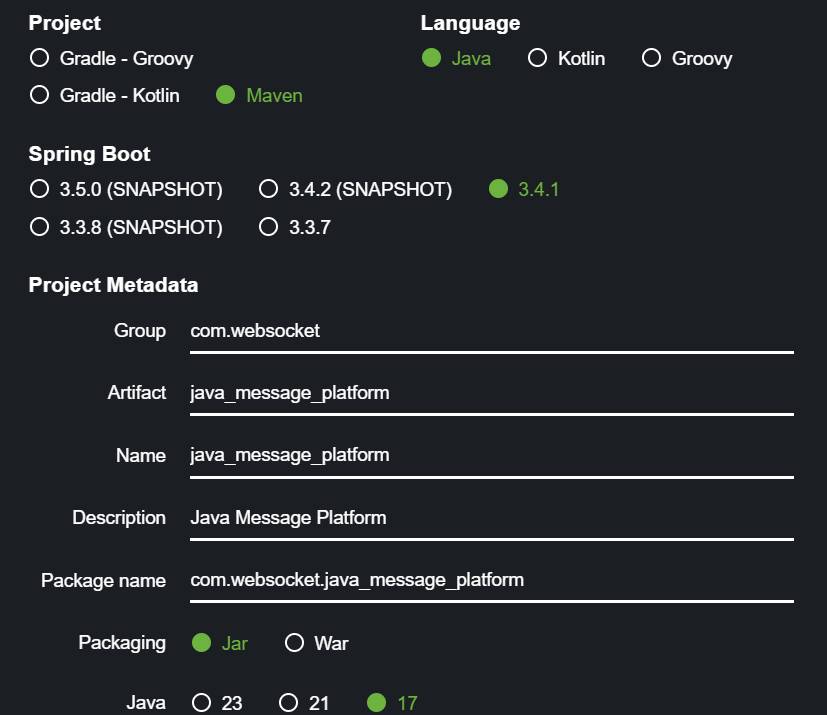 Project
Gradle - Groovy
Gradle - Kotlin Maven
Language
Java Kotlin Groovy
Spring Boot
3.5.0 (SNAPSHOT) 3.4.2 (SNAPSHOT) 3.4.1
3.3.8 (SNAPSHOT) 3.3.7
Project Metadata
Group com.websocket
Artifact java_message_platform
Name java_message_platform
Description Java Message Platform
Package name com.websocket.java_message_platform
Packaging Jar War
Java 23 21 17